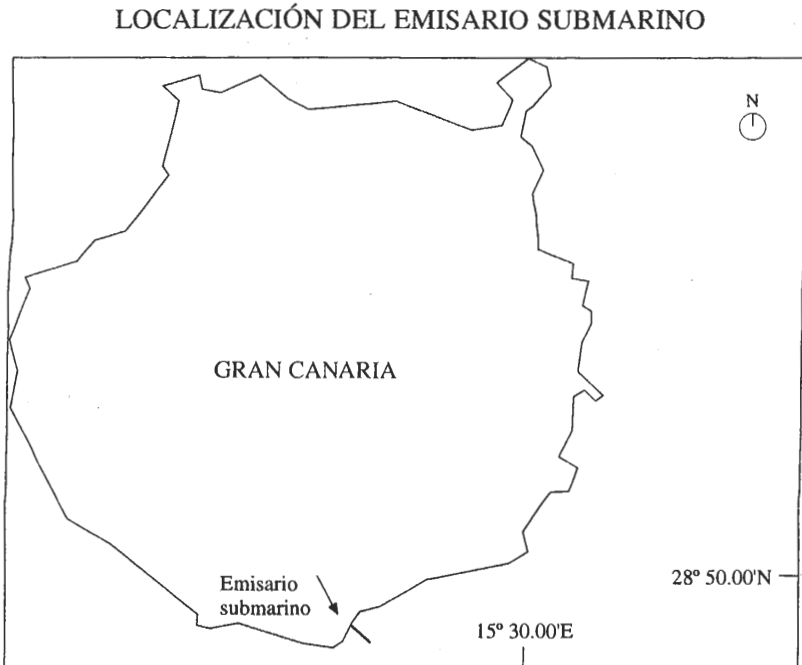 LOCALIZACIÓN DEL EMISARIO SUBMARINO
N
GRAN CANARIA
Emisario
submarino
28º 50.00'N
15º 30.00'E